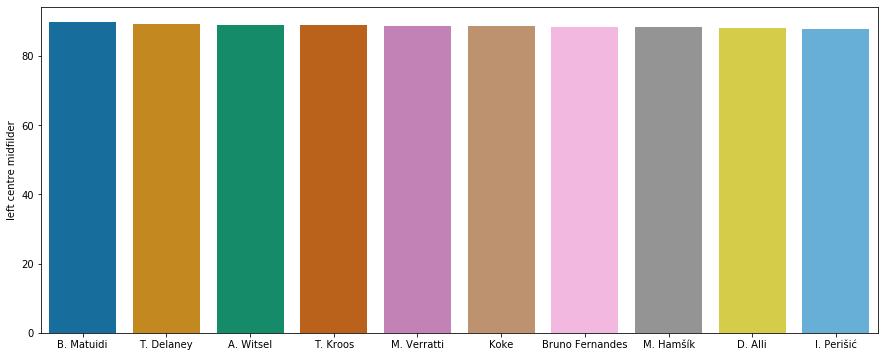 left centre midfilder
80
60
40
20
0
B. Matuidi T. Delaney A. Witsel T. Kroos M. Verratti Koke Bruno Fernandes M. Hamšík D. Alli I. Perišić